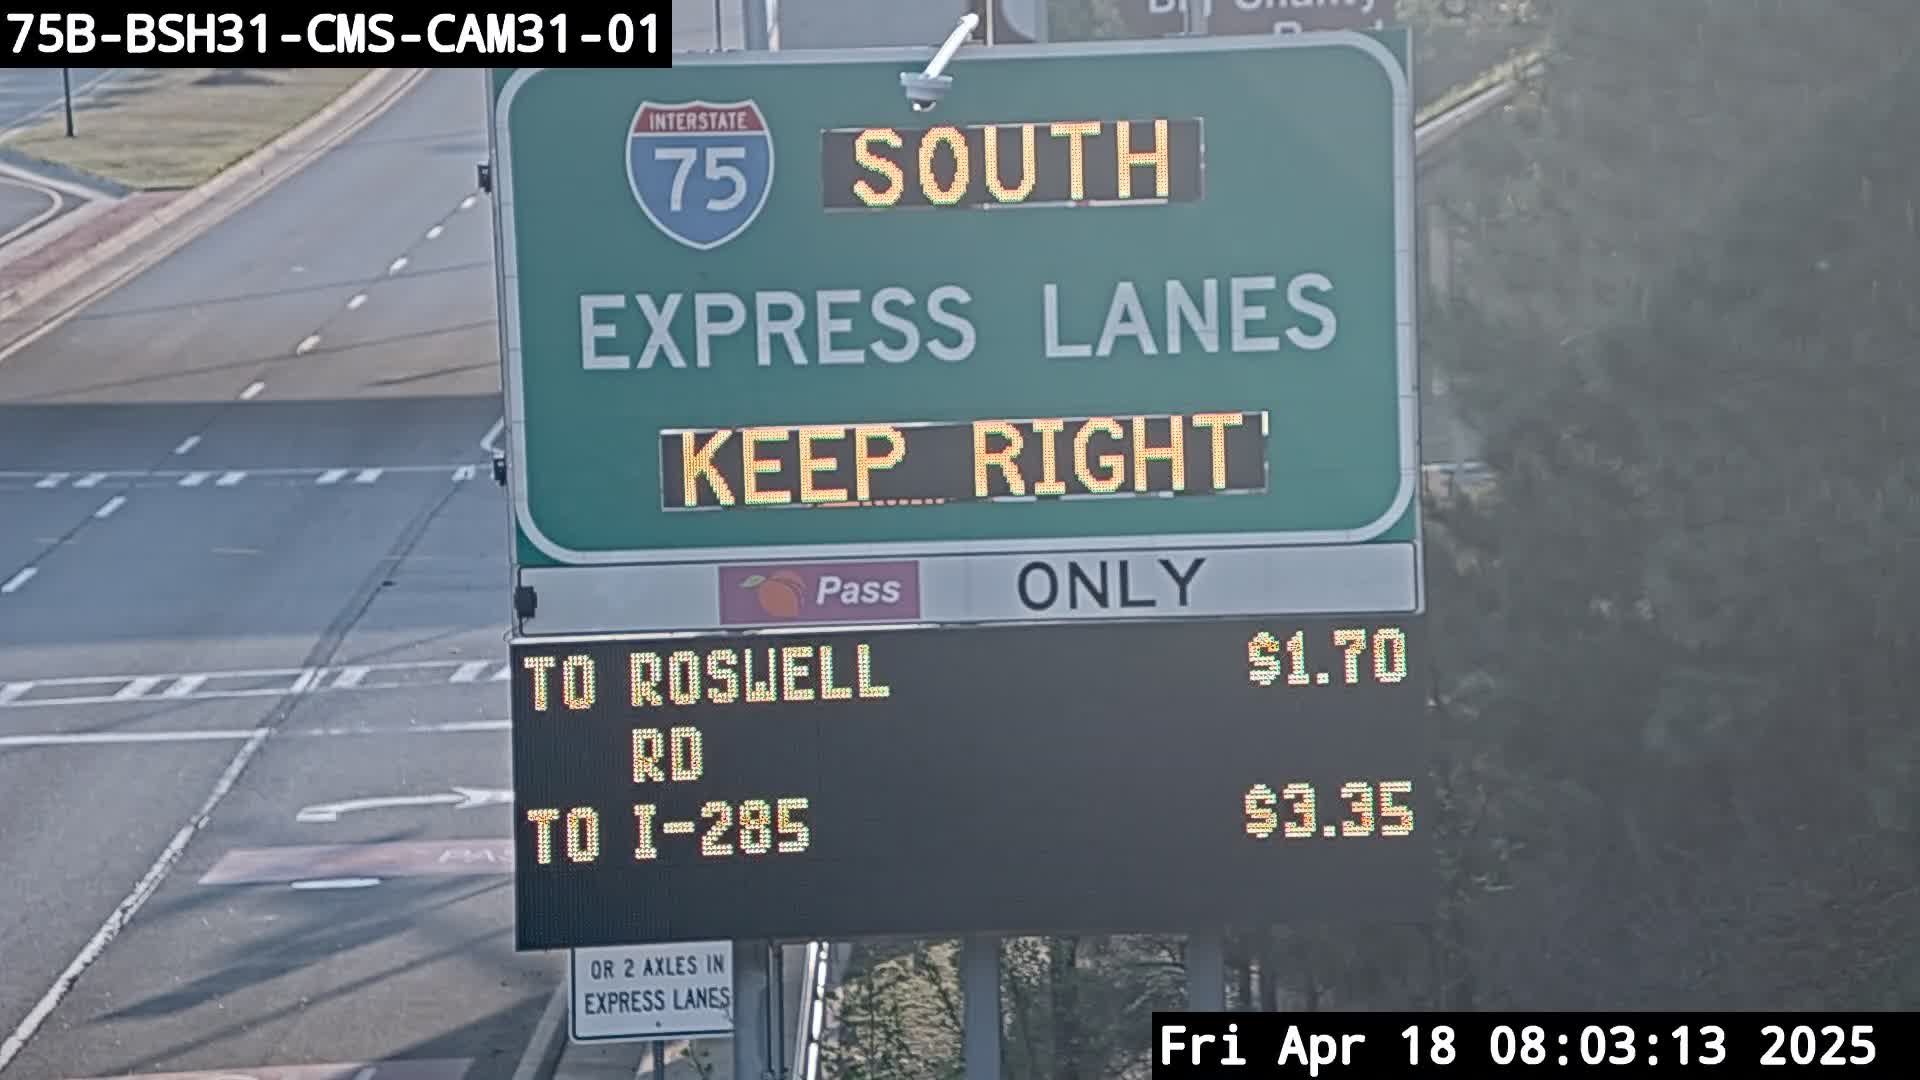 75B-BSH31-CMS-CAM31-01
INTERSTATE
75
SOUTH
EXPRESS LANES
KEEP RIGHT
Pass ONLY
TO ROSWELL $1.70
RD
TO I-285 $3.35
OR 2 AXLES IN
EXPRESS LANES
Fri Apr 18 08:03:13 2025